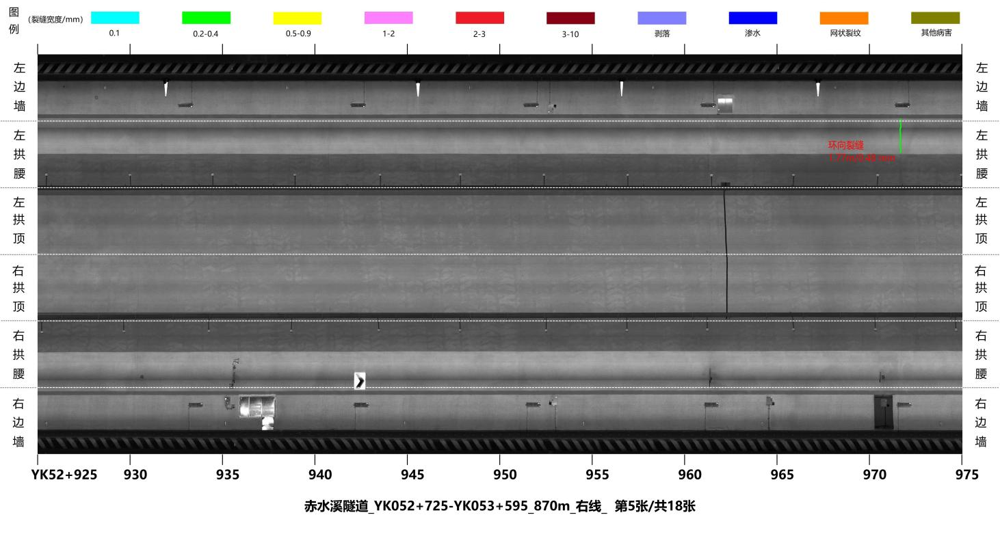 图例 (裂缝宽度/mm)
0.1 0.2-0.4 0.5-0.9 1-2 2-3 3-10 剥落 渗水 网状裂纹 其他病害
左边墙 左边墙
左拱腰 左拱腰
环向裂缝
1.77m/0.48 mm
左拱顶 左拱顶
右拱顶 右拱顶
右拱腰 右拱腰
右边墙 右边墙
YK52+925 930 935 940 945 950 955 960 965 970 975
赤水溪隧道_YK052+725-YK053+595_870m_右线_ 第5张/共18张